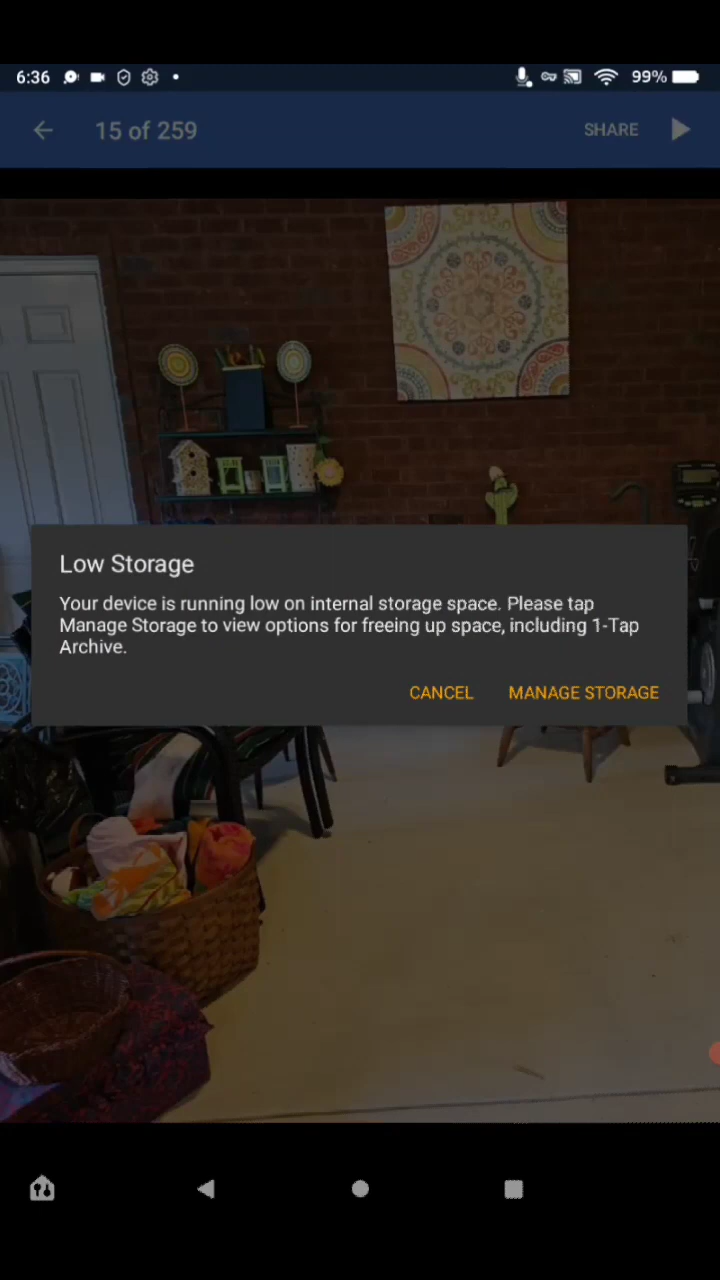 6:36 99%
15 of 259 SHARE
Low Storage
Your device is running low on internal storage space. Please tap
Manage Storage to view options for freeing up space, including 1-Tap
Archive.
CANCEL MANAGE STORAGE